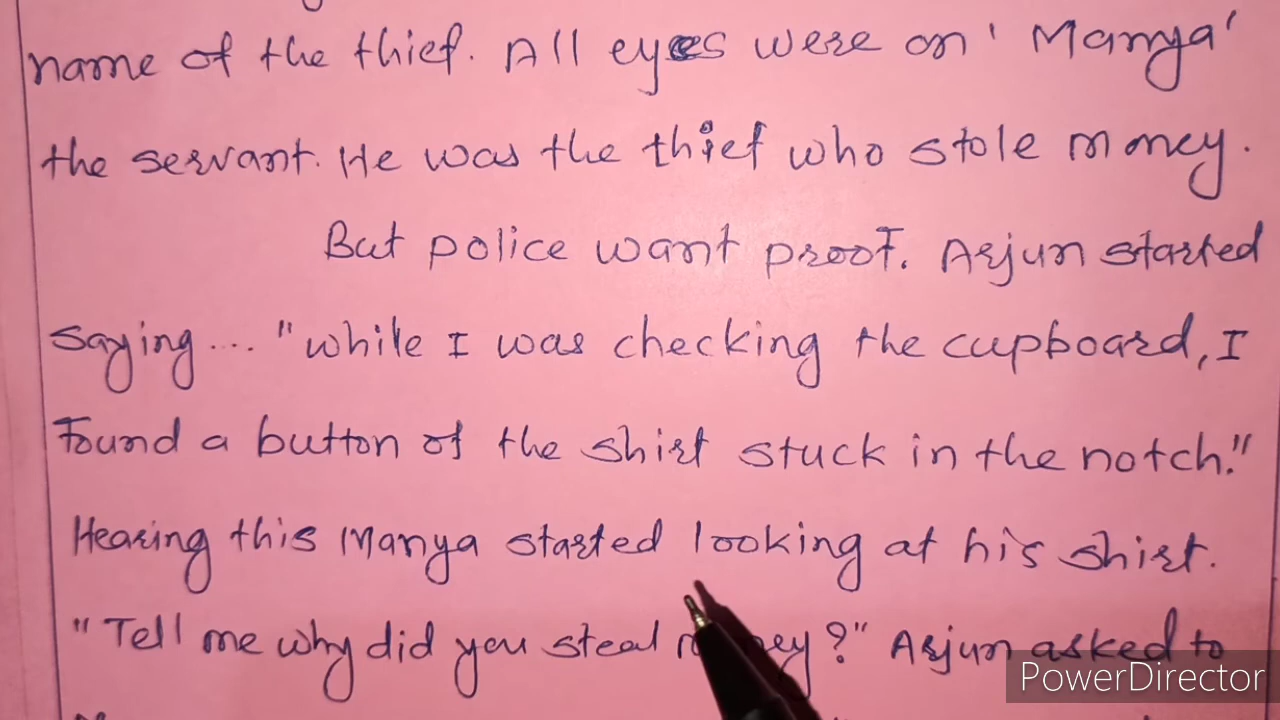 name of the thief. All eyes were on 'Manya'
the servant. He was the thief who stole money.
But police want proof. Arjun started
saying... "while I was checking the cupboard, I
found a button of the shirt stuck in the notch."
Hearing this Manya started looking at his shirt.
"Tell me why did you steal money?" Arjun asked to
PowerDirector